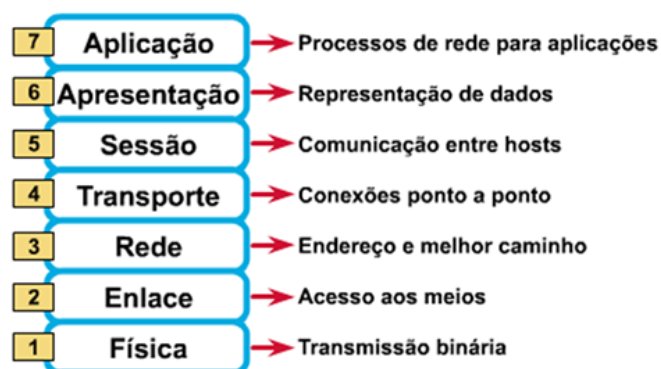 7 Aplicação Processos de rede para aplicações
6 Apresentação Representação de dados
5 Sessão Comunicação entre hosts
4 Transporte Conexões ponto a ponto
3 Rede Endereço e melhor caminho
2 Enlace Acesso aos meios
1 Física Transmissão binária